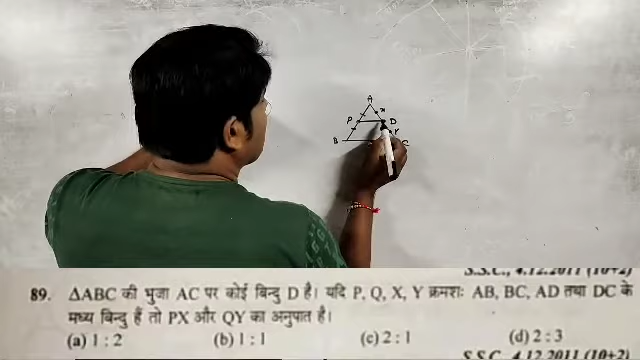 A
X
P
D
Y
B
C
S.S.C., 4.12.2011 (10+2)
89. ΔABC की भुजा AC पर कोई बिन्दु D है। यदि P, Q, X, Y क्रमशः AB, BC, AD तथा DC के
मध्य बिन्दु हैं तो PX और QY का अनुपात है।
(a) 1 : 2 (b) 1 : 1 (c) 2 : 1 (d) 2 : 3
S.S.C., 4.12.2011 (10+2)